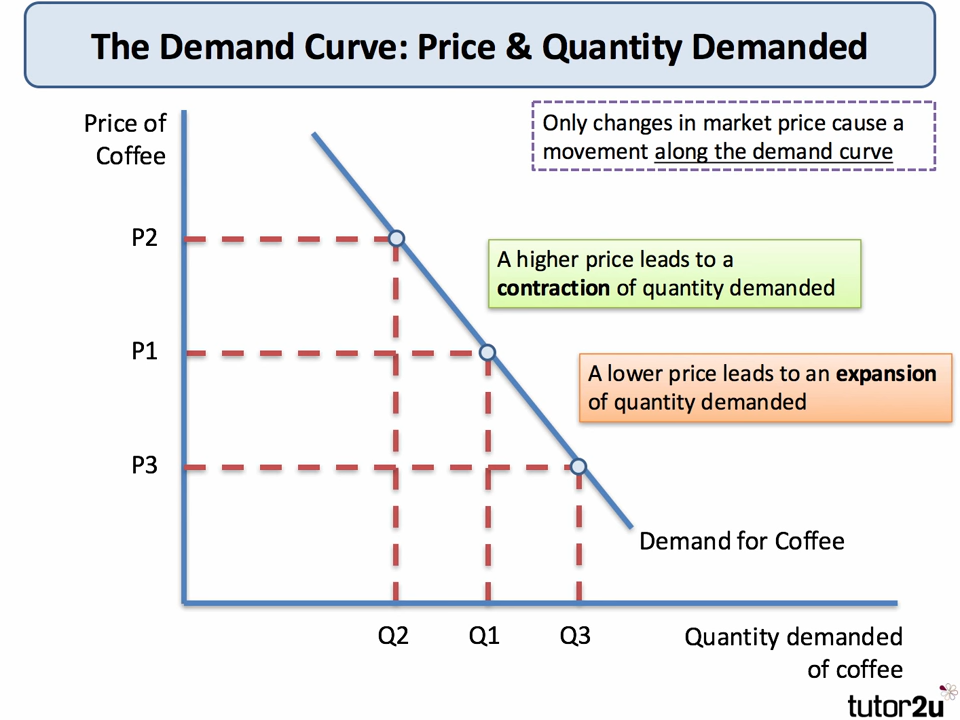 The Demand Curve: Price & Quantity Demanded
Price of
Coffee
Only changes in market price cause a
movement along the demand curve
P2
A higher price leads to a
contraction of quantity demanded
P1
A lower price leads to an expansion
of quantity demanded
P3
Demand for Coffee
Q2
Q1
Q3
Quantity demanded
of coffee
tutor2u